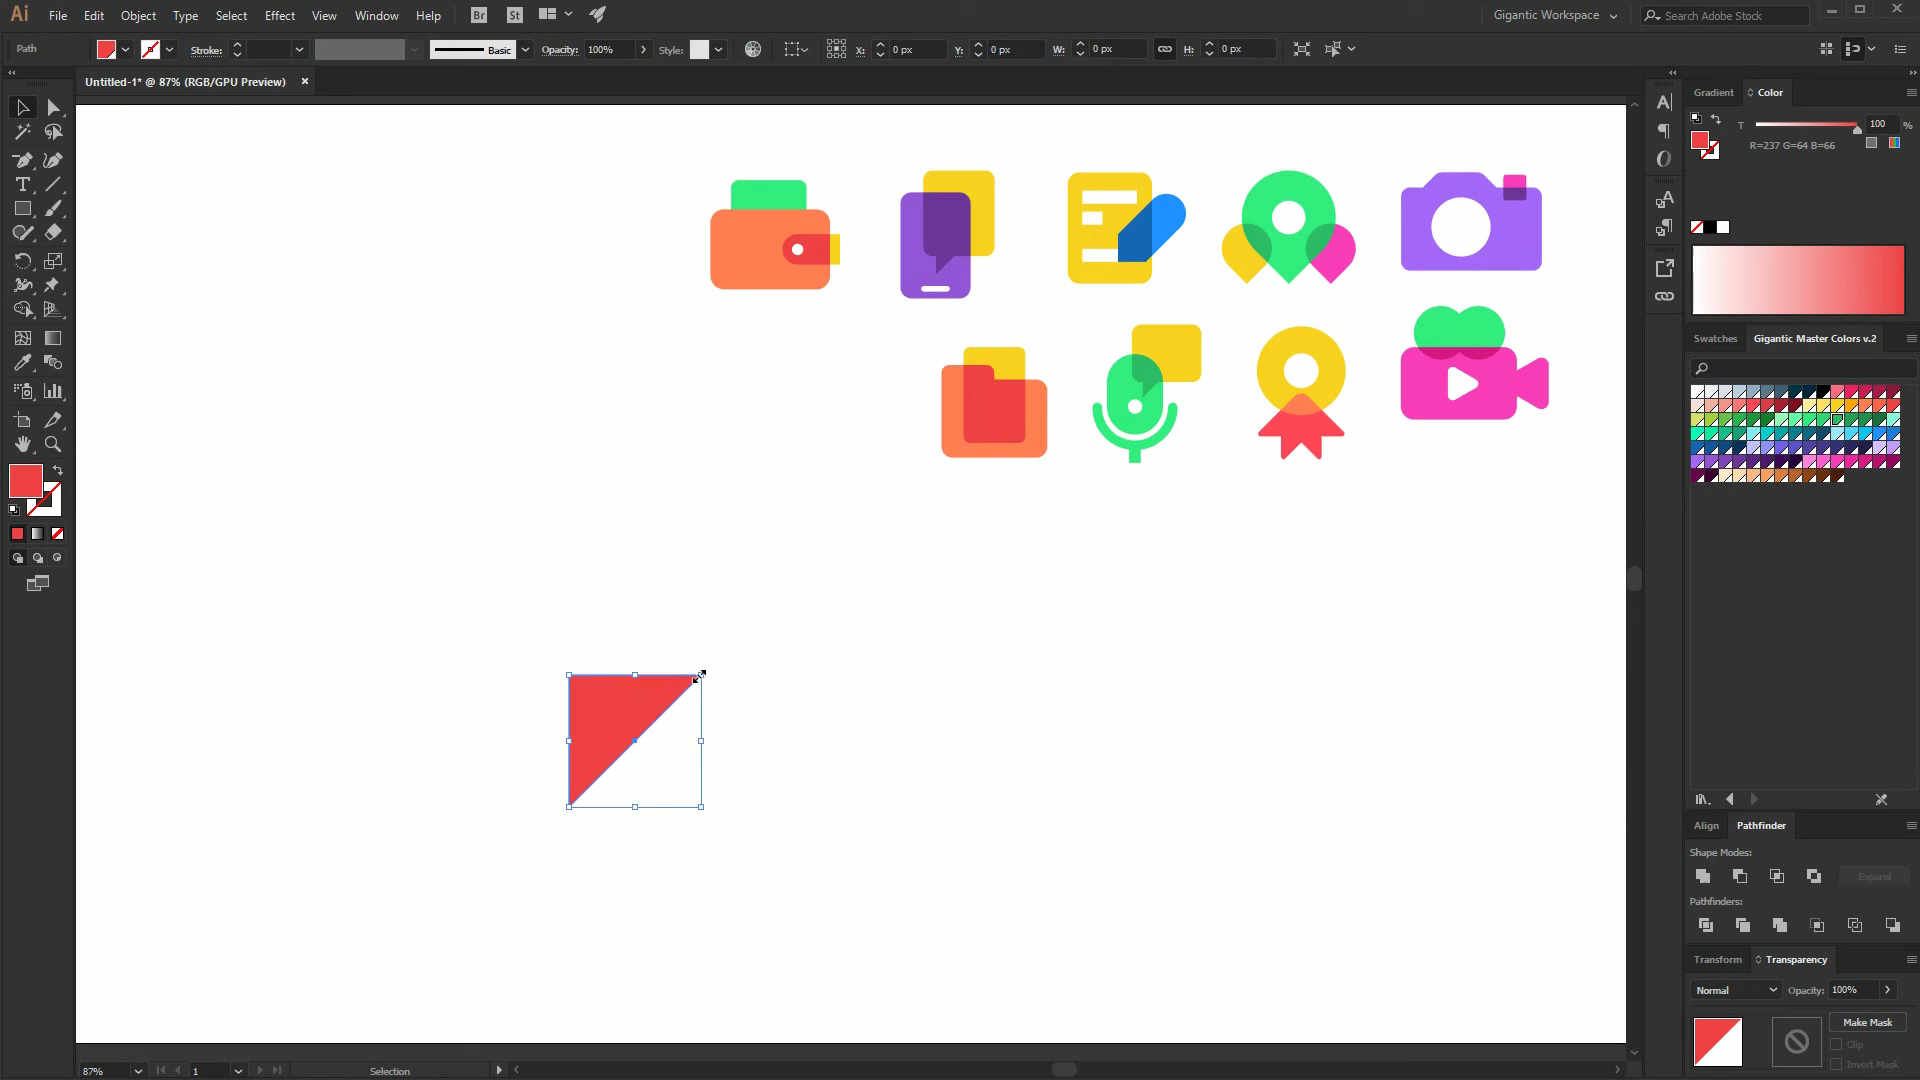 Ai File Edit Object Type Select Effect View Window Help Br St Gigantic Workspace Search Adobe Stock
Path Stroke: Basic Opacity: 100% Style: X: 0 px Y: 0 px W: 0 px H: 0 px
Untitled-1* @ 87% (RGB/GPU Preview) ×
Gradient Color
T 100 %
R=237 G=64 B=66
Swatches Gigantic Master Colors v.2
Align Pathfinder
Shape Modes:
Expand
Pathfinders:
Transform Transparency
Normal Opacity: 100%
Make Mask
Clip
Invert Mask
87% 1 Selection